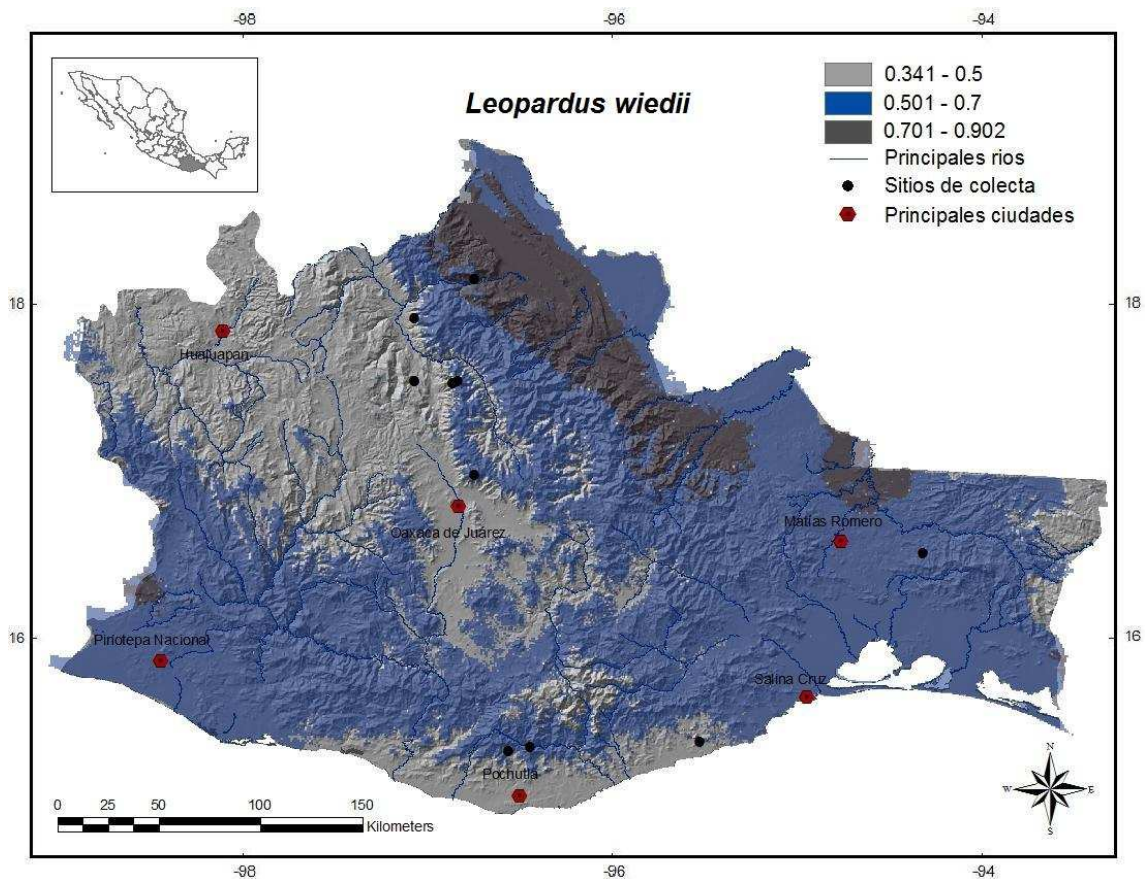 -98 -96 -94
Leopardus wiedii
0.341 - 0.5
0.501 - 0.7
0.701 - 0.902
Principales rios
Sitios de colecta
Principales ciudades
18 18
Huajuapan
Oaxaca de Juárez
Matías Romero
16 16
Piriotepa Nacional
Salina Cruz
Pochutla
N
W E
S
0 25 50 100 150
Kilometers
-98 -96 -94